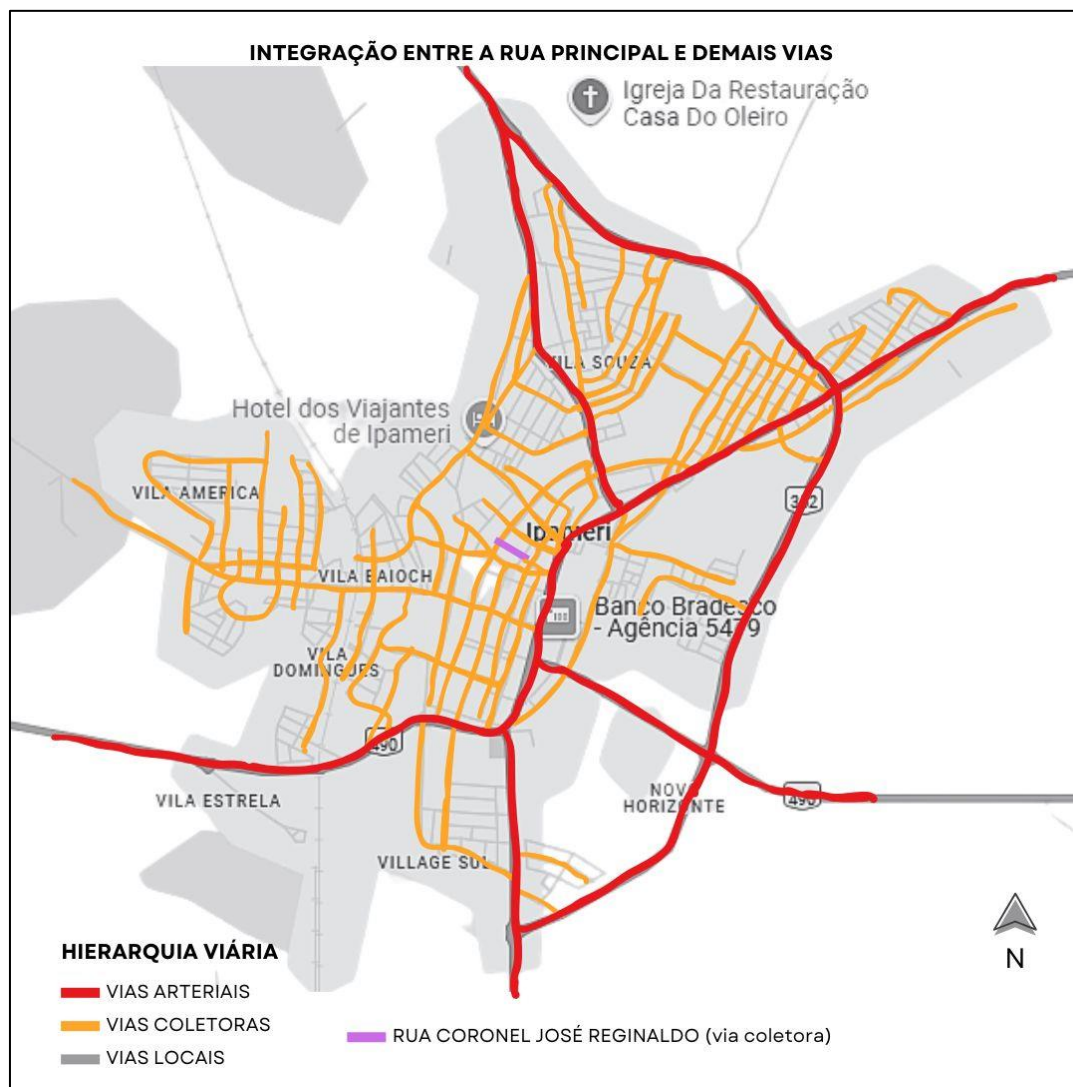 INTEGRAÇÃO ENTRE A RUA PRINCIPAL E DEMAIS VIAS
Igreja Da Restauração
Casa Do Oleiro
VILA SOUZA
Hotel dos Viajantes
de Ipameri
VILA AMERICA
352
Ipameri
VILA BAIOCH
Banco Bradesco
- Agência 5479
VILA
DOMINGUES
490
VILA ESTRELA
NOVO
HORIZONTE
490
VILLAGE SUL
N
HIERARQUIA VIÁRIA
VIAS ARTERIAIS
VIAS COLETORAS
RUA CORONEL JOSÉ REGINALDO (via coletora)
VIAS LOCAIS